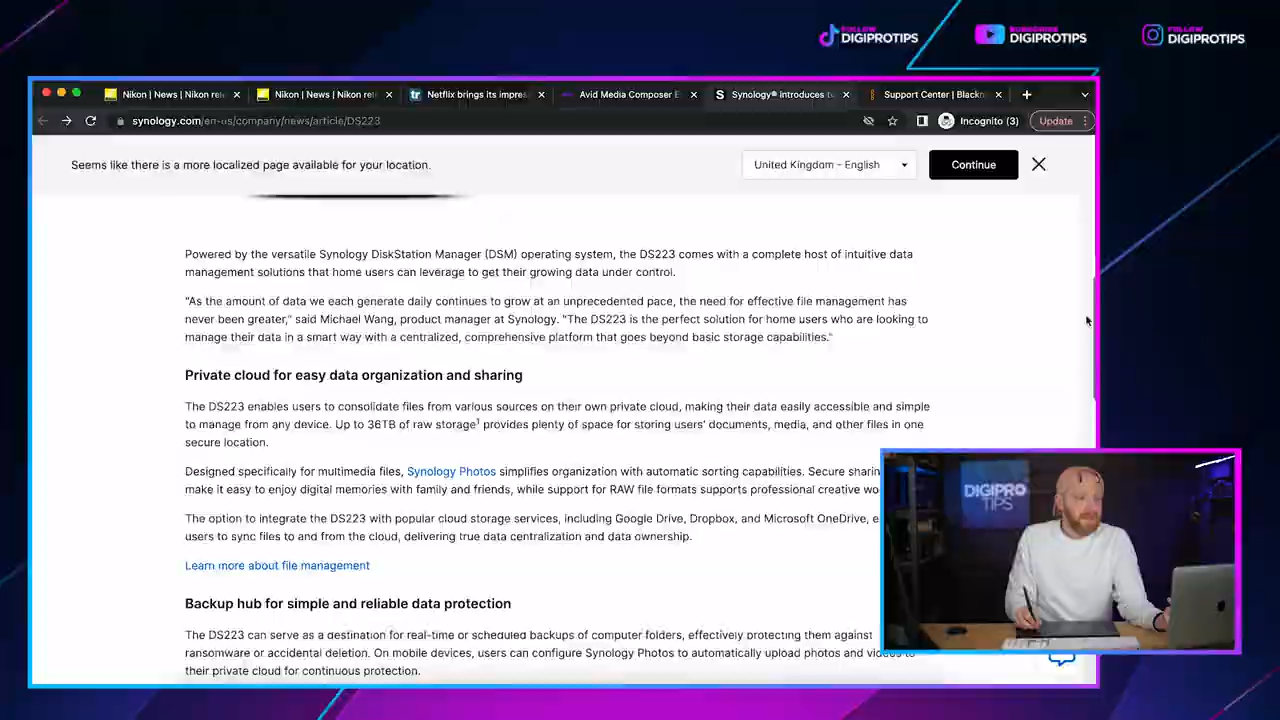 FOLLOW
DIGIPROTIPS
SUBSCRIBE
DIGIPROTIPS
FOLLOW
DIGIPROTIPS
Nikon | News | Nikon rel
Nikon | News | Nikon rel
Netflix brings its impres
Avid Media Composer E
Synology® introduces tw
Support Center | Blackm
synology.com/en-us/company/news/article/DS223
Incognito (3)
Update
Seems like there is a more localized page available for your location.
United Kingdom - English
Continue
Powered by the versatile Synology DiskStation Manager (DSM) operating system, the DS223 comes with a complete host of intuitive data
management solutions that home users can leverage to get their growing data under control.
"As the amount of data we each generate daily continues to grow at an unprecedented pace, the need for effective file management has
never been greater," said Michael Wang, product manager at Synology. "The DS223 is the perfect solution for home users who are looking to
manage their data in a smart way with a centralized, comprehensive platform that goes beyond basic storage capabilities."
Private cloud for easy data organization and sharing
The DS223 enables users to consolidate files from various sources on their own private cloud, making their data easily accessible and simple
to manage from any device. Up to 36TB of raw storage¹ provides plenty of space for storing users' documents, media, and other files in one
secure location.
Designed specifically for multimedia files, Synology Photos simplifies organization with automatic sorting capabilities. Secure sharin
make it easy to enjoy digital memories with family and friends, while support for RAW file formats supports professional creative wo
The option to integrate the DS223 with popular cloud storage services, including Google Drive, Dropbox, and Microsoft OneDrive, e
users to sync files to and from the cloud, delivering true data centralization and data ownership.
Learn more about file management
Backup hub for simple and reliable data protection
The DS223 can serve as a destination for real-time or scheduled backups of computer folders, effectively protecting them against
ransomware or accidental deletion. On mobile devices, users can configure Synology Photos to automatically upload photos and videos to
their private cloud for continuous protection.
DIGIPRO
TIPS